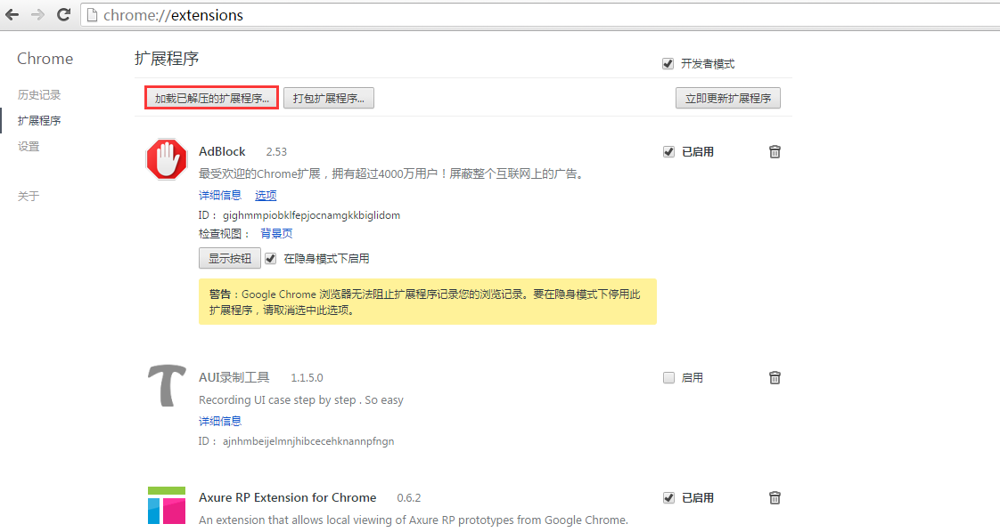 chrome://extensions
Chrome
扩展程序
开发者模式
历史记录
加载已解压的扩展程序...
打包扩展程序...
立即更新扩展程序
扩展程序
设置
关于
AdBlock 2.53
已启用
最受欢迎的Chrome扩展，拥有超过4000万用户！屏蔽整个互联网上的广告。
详细信息 选项
ID： gighmmpiobklfepjocnamgkkbiglidom
检查视图： 背景页
显示按钮 在隐身模式下启用
警告：Google Chrome 浏览器无法阻止扩展程序记录您的浏览记录。要在隐身模式下停用此
扩展程序，请取消选中此选项。
AUI录制工具 1.1.5.0
启用
Recording UI case step by step . So easy
详细信息
ID： ajnhmbeijelmnjhibcecehknannpfngn
Axure RP Extension for Chrome 0.6.2
已启用
An extension that allows local viewing of Axure RP prototypes from Google Chrome.